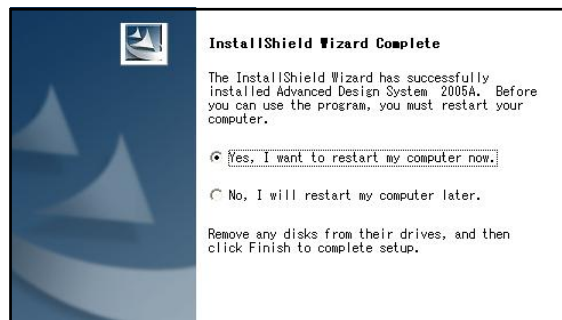 InstallShield Wizard Complete
The InstallShield Wizard has successfully
installed Advanced Design System  2005A.  Before
you can use the program, you must restart your
computer.
Yes, I want to restart my computer now.
No, I will restart my computer later.
Remove any disks from their drives, and then
click Finish to complete setup.